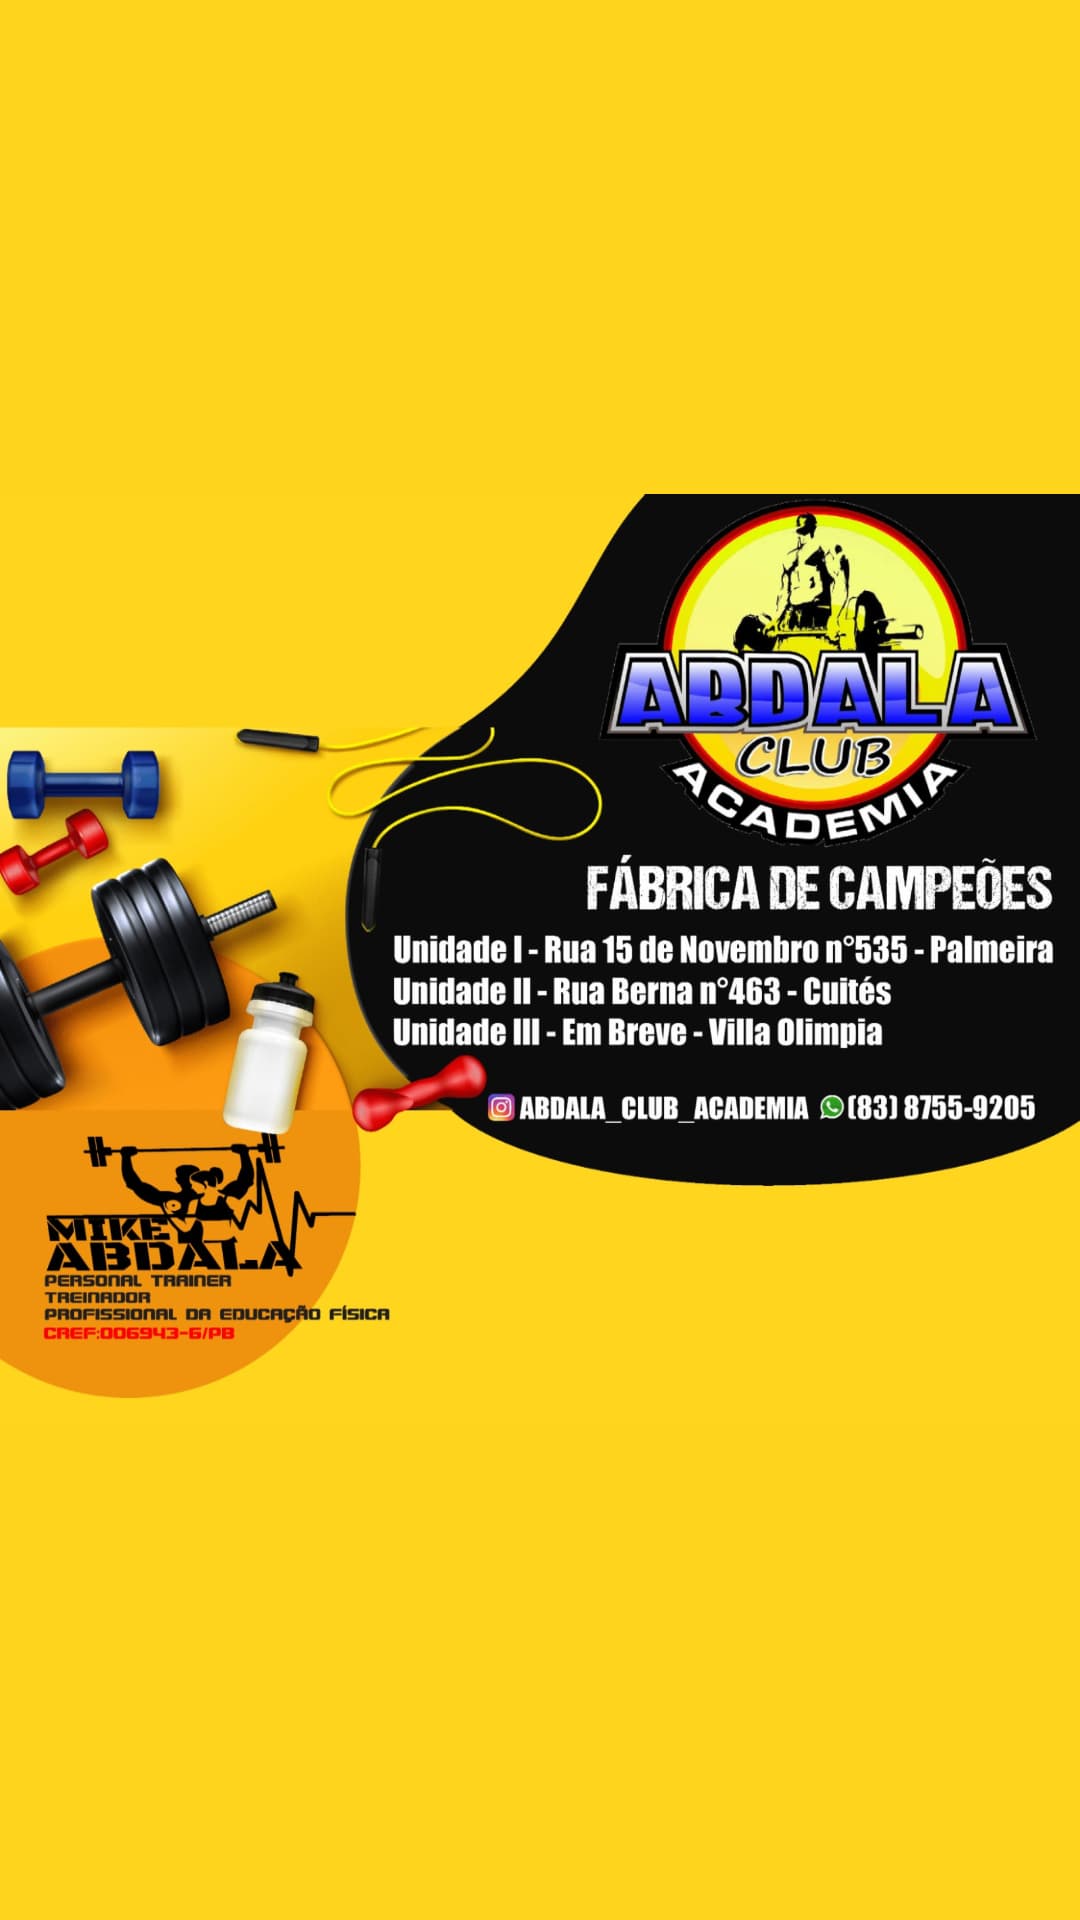 ABDALA
CLUB
ACADEMIA
FÁBRICA DE CAMPEÕES
Unidade I - Rua 15 de Novembro n°535 - Palmeira
Unidade II - Rua Berna n°463 - Cuités
Unidade III - Em Breve - Villa Olimpia
ABDALA_CLUB_ACADEMIA (83) 8755-9205
MIKE
ABDALA
PERSONAL TRAINER
TREINADOR
PROFISSIONAL DA EDUCAÇÃO FÍSICA
CREF:006943-G/PB